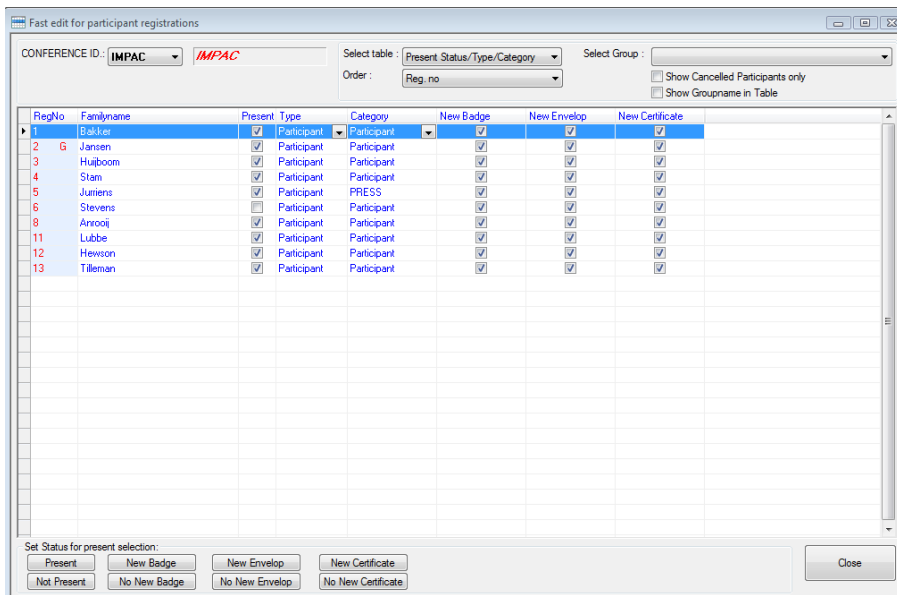 Fast edit for participant registrations
CONFERENCE ID.: IMPAC IMPAC Select table : Present Status/Type/Category Select Group :
Order : Reg. no Show Cancelled Participants only
Show Groupname in Table
RegNo Familyname Present Type Category New Badge New Envelop New Certificate
1 Bakker Participant Participant
2 G Jansen Participant Participant
3 Huijboom Participant Participant
4 Stam Participant Participant
5 Jurriens Participant PRESS
6 Stevens Participant Participant
8 Anrooij Participant Participant
11 Lubbe Participant Participant
12 Hewson Participant Participant
13 Tilleman Participant Participant
Set Status for present selection:
Present New Badge New Envelop New Certificate Close
Not Present No New Badge No New Envelop No New Certificate